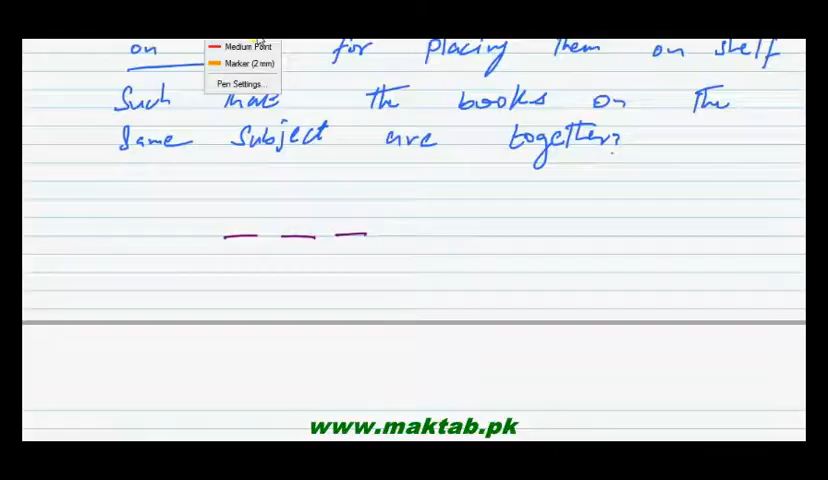 on for placing them on shelf
Medium Point
Marker (2 mm)
Pen Settings...
Such that the books on The
Same Subject are together?
www.maktab.pk